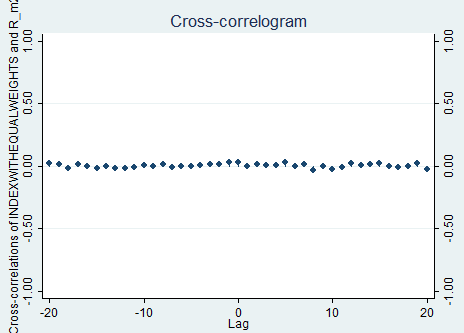 Cross-correlogram
Cross-correlations of INDEXWITHEQUALWEIGHTS and R_m2
1.00
0.50
0.00
-0.50
-1.00
1.00
0.50
0.00
-0.50
-1.00
-20 -10 0 10 20
Lag